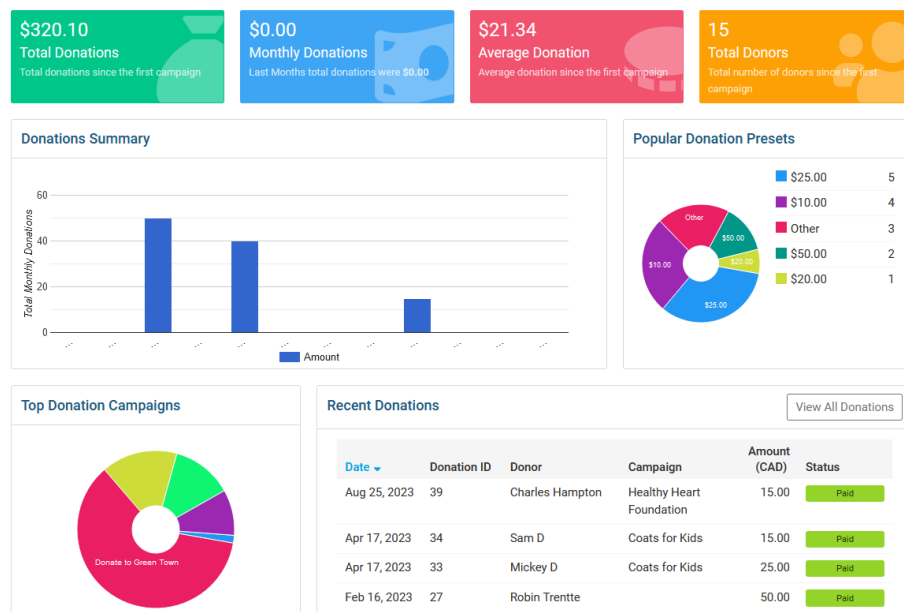 $320.10
Total Donations
Total donations since the first campaign
$0.00
Monthly Donations
Last Months total donations were $0.00
$21.34
Average Donation
Average donation since the first campaign
15
Total Donors
Total number of donors since the first
campaign
Donations Summary
60
40
20
0
Total Monthly Donations
Amount
Popular Donation Presets
Other
$50.00
$20.00
$10.00
$25.00
$25.00 5
$10.00 4
Other 3
$50.00 2
$20.00 1
Top Donation Campaigns
Donate to Green Town
Recent Donations
View All Donations
Date Donation ID Donor Campaign Amount (CAD) Status
Aug 25, 2023 39 Charles Hampton Healthy Heart Foundation 15.00 Paid
Apr 17, 2023 34 Sam D Coats for Kids 15.00 Paid
Apr 17, 2023 33 Mickey D Coats for Kids 25.00 Paid
Feb 16, 2023 27 Robin Trentte 50.00 Paid